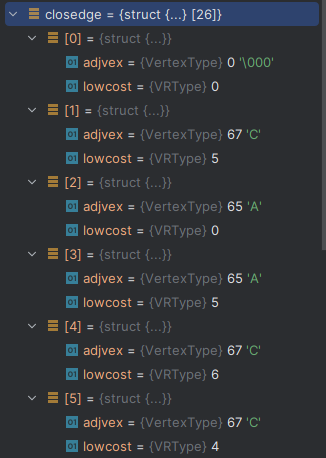 closedge = {struct {...} [26]}
[0] = {struct {...}}
adjvex = {VertexType} 0 '\000'
lowcost = {VRType} 0
[1] = {struct {...}}
adjvex = {VertexType} 67 'C'
lowcost = {VRType} 5
[2] = {struct {...}}
adjvex = {VertexType} 65 'A'
lowcost = {VRType} 0
[3] = {struct {...}}
adjvex = {VertexType} 65 'A'
lowcost = {VRType} 5
[4] = {struct {...}}
adjvex = {VertexType} 67 'C'
lowcost = {VRType} 6
[5] = {struct {...}}
adjvex = {VertexType} 67 'C'
lowcost = {VRType} 4